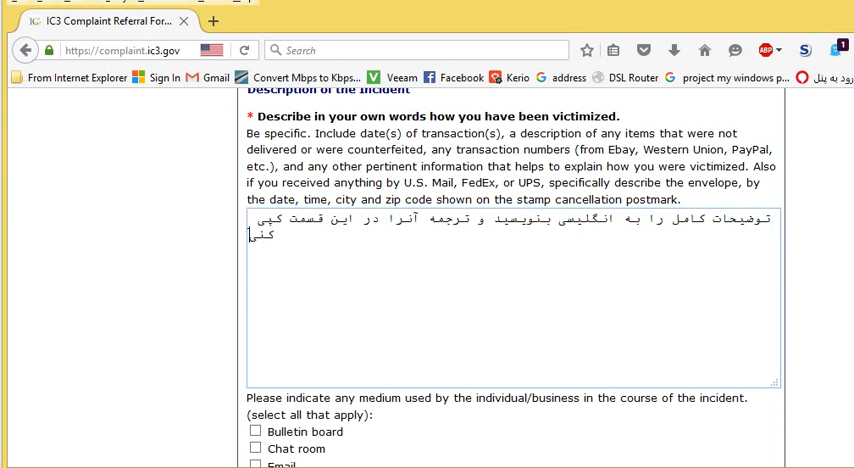 IC3 Complaint Referral For...
https://complaint.ic3.gov
Search
ABP
S
1
From Internet Explorer Sign In Gmail Convert Mbps to Kbps... Veeam Facebook Kerio address DSL Router project my windows p... ورود به پنل
Description of the Incident
* Describe in your own words how you have been victimized.
Be specific. Include date(s) of transaction(s), a description of any items that were not
delivered or were counterfeited, any transaction numbers (from Ebay, Western Union, PayPal,
etc.), and any other pertinent information that helps to explain how you were victimized. Also
if you received anything by U.S. Mail, FedEx, or UPS, specifically describe the envelope, by
the date, time, city and zip code shown on the stamp cancellation postmark.
توضیحات کامل را به انگلیسی بنویسید و ترجمه آنرا در این قسمت کپی
کنی
Please indicate any medium used by the individual/business in the course of the incident.
(select all that apply):
Bulletin board
Chat room
Email